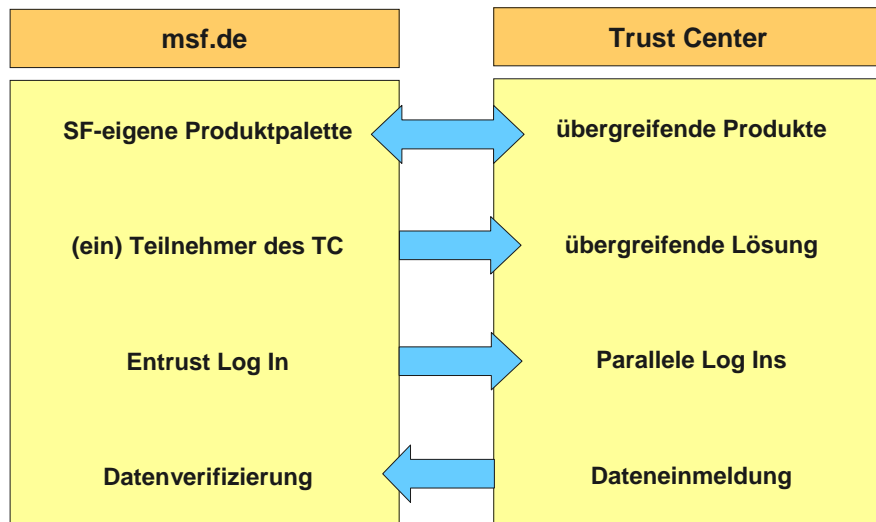 msf.de
Trust Center
SF-eigene Produktpalette
übergreifende Produkte
(ein) Teilnehmer des TC
übergreifende Lösung
Entrust Log In
Parallele Log Ins
Datenverifizierung
Dateneinmeldung